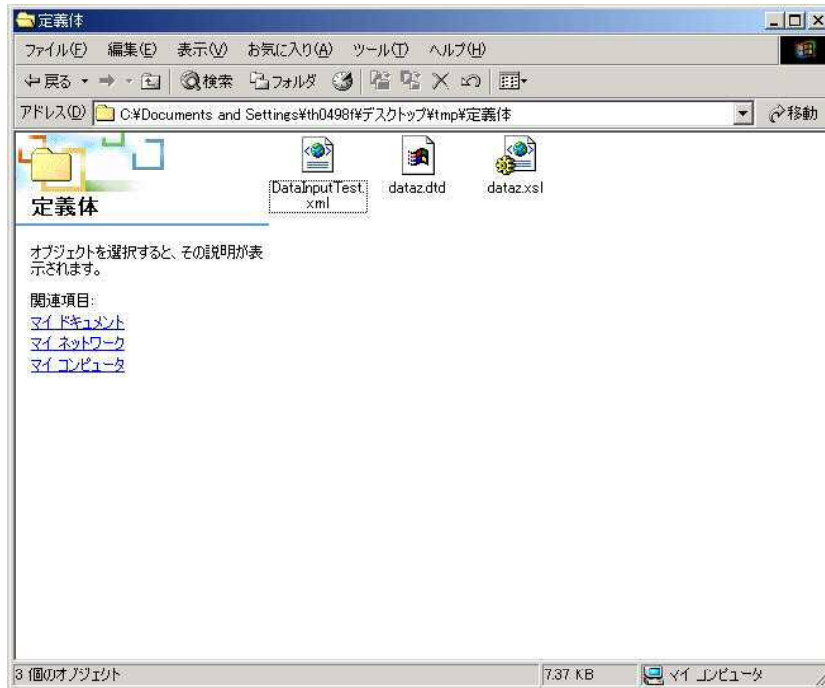 定義体
ファイル(F) 編集(E) 表示(V) お気に入り(A) ツール(T) ヘルプ(H)
戻る 検索 フォルダ
アドレス(D) C:¥Documents and Settings¥th0498f¥デスクトップ¥tmp¥定義体 移動
DataInputTest.
xml
dataz.dtd
dataz.xsl
定義体
オブジェクトを選択すると、その説明が表
示されます。
関連項目:
マイ ドキュメント
マイ ネットワーク
マイ コンピュータ
3 個のオブジェクト 7.37 KB マイ コンピュータ